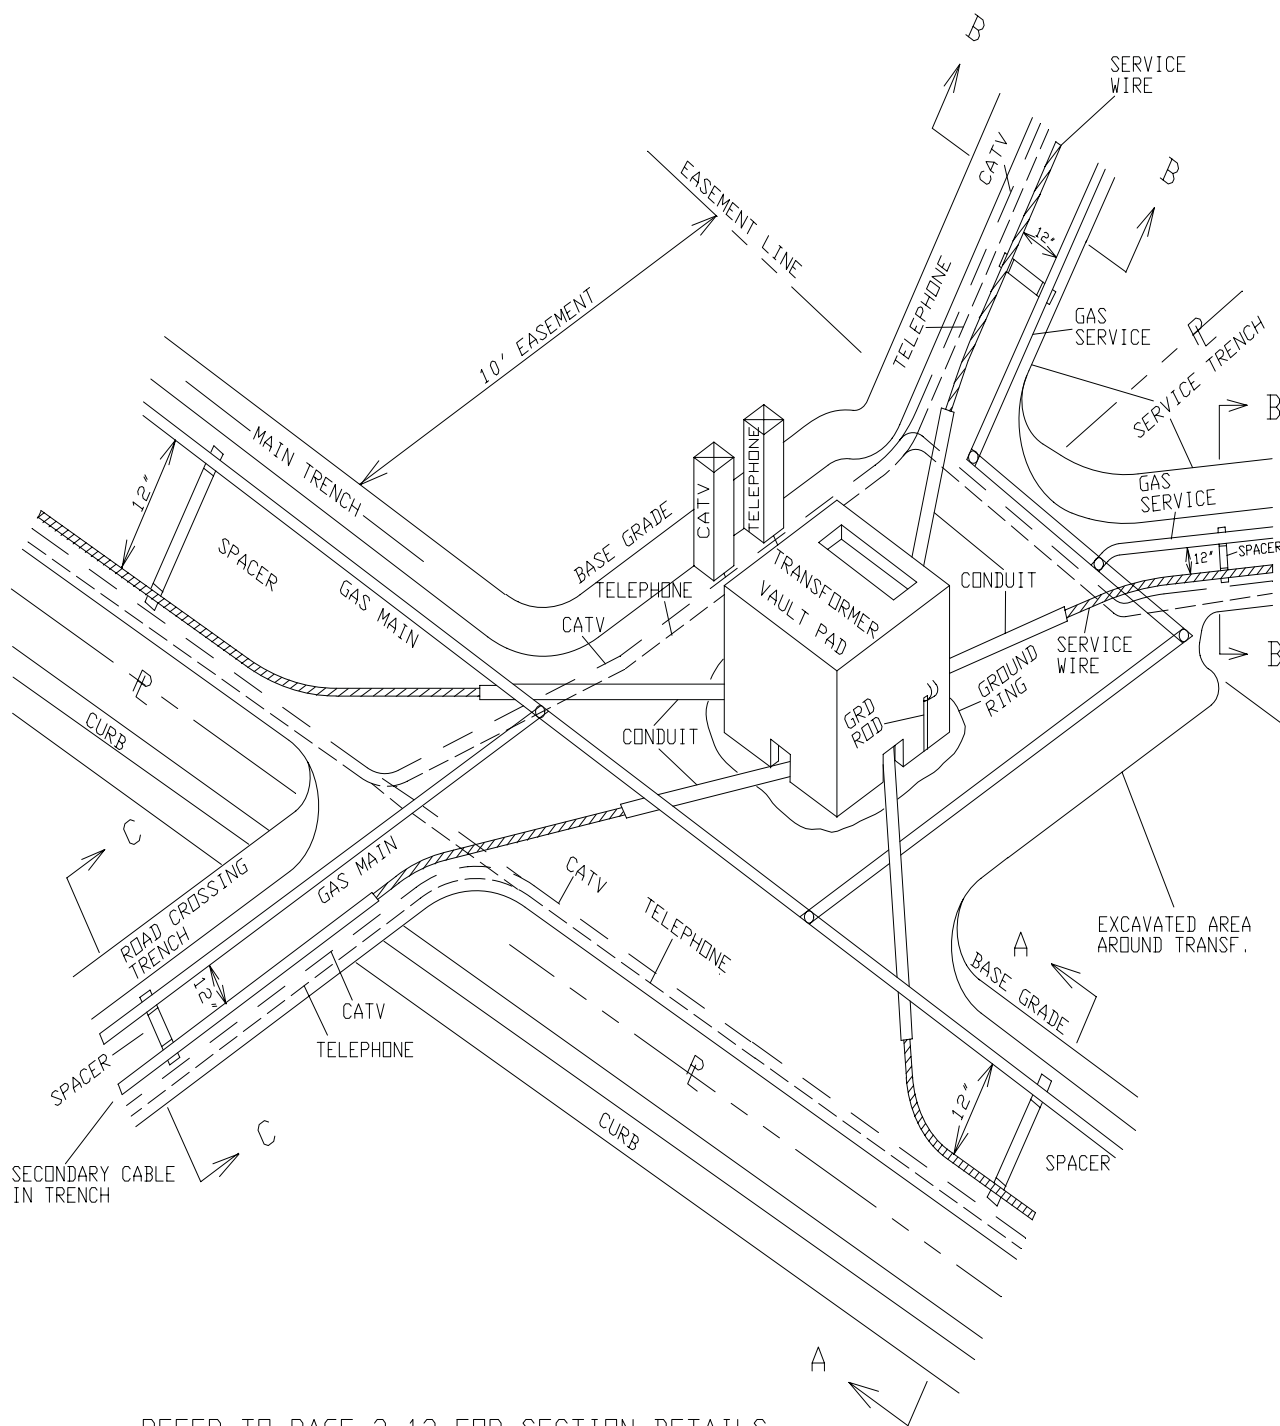 B
SERVICE
WIRE
CATV
EASEMENT LINE
B
12"
TELEPHONE
10' EASEMENT
GAS
SERVICE
PL
SERVICE TRENCH
B
MAIN TRENCH
TELEPHONE
CATV
12"
GAS
SERVICE
BASE GRADE
SPACER
12"
SPACER
TRANSFORMER
VAULT PAD
CONDUIT
TELEPHONE
GAS MAIN
CATV
SERVICE
WIRE
B
GROUND
RING
PL
GRD
ROD
CURB
CONDUIT
C
GAS MAIN
CATV
ROAD CROSSING
TRENCH
TELEPHONE
EXCAVATED AREA
AROUND TRANSF.
A
BASE GRADE
12"
CATV
TELEPHONE
SPACER
PL
12"
CURB
C
SPACER
SECONDARY CABLE
IN TRENCH
A